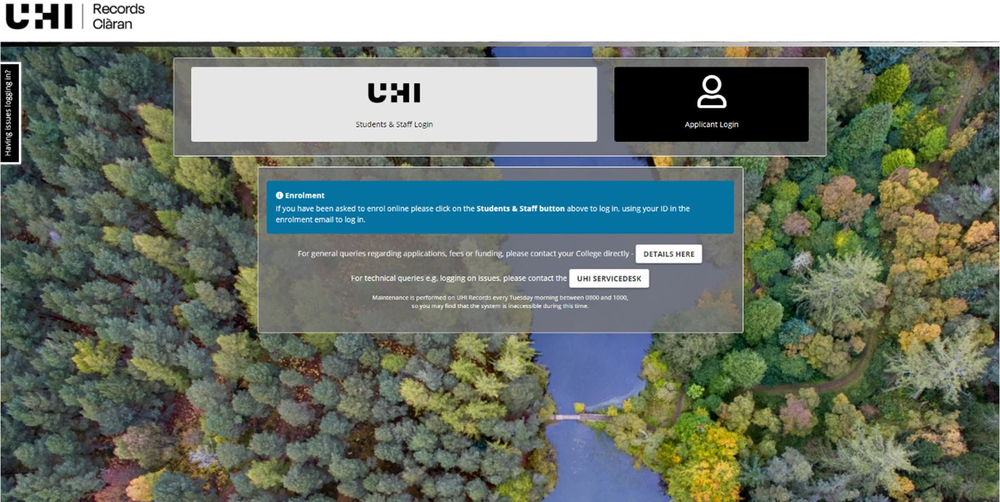 UHI
Records
Clàran
Having issues logging in?
UHI
Students & Staff Login
Applicant Login
Enrolment
If you have been asked to enrol online please click on the Students & Staff button above to log in, using your ID in the
enrolment email to log in.
For general queries regarding applications, fees or funding, please contact your College directly - DETAILS HERE
For technical queries e.g. logging on issues, please contact the UHI SERVICEDESK
Maintenance is performed on UHI Records every Tuesday morning between 0800 and 1000,
so you may find that the system is inaccessible during this time.